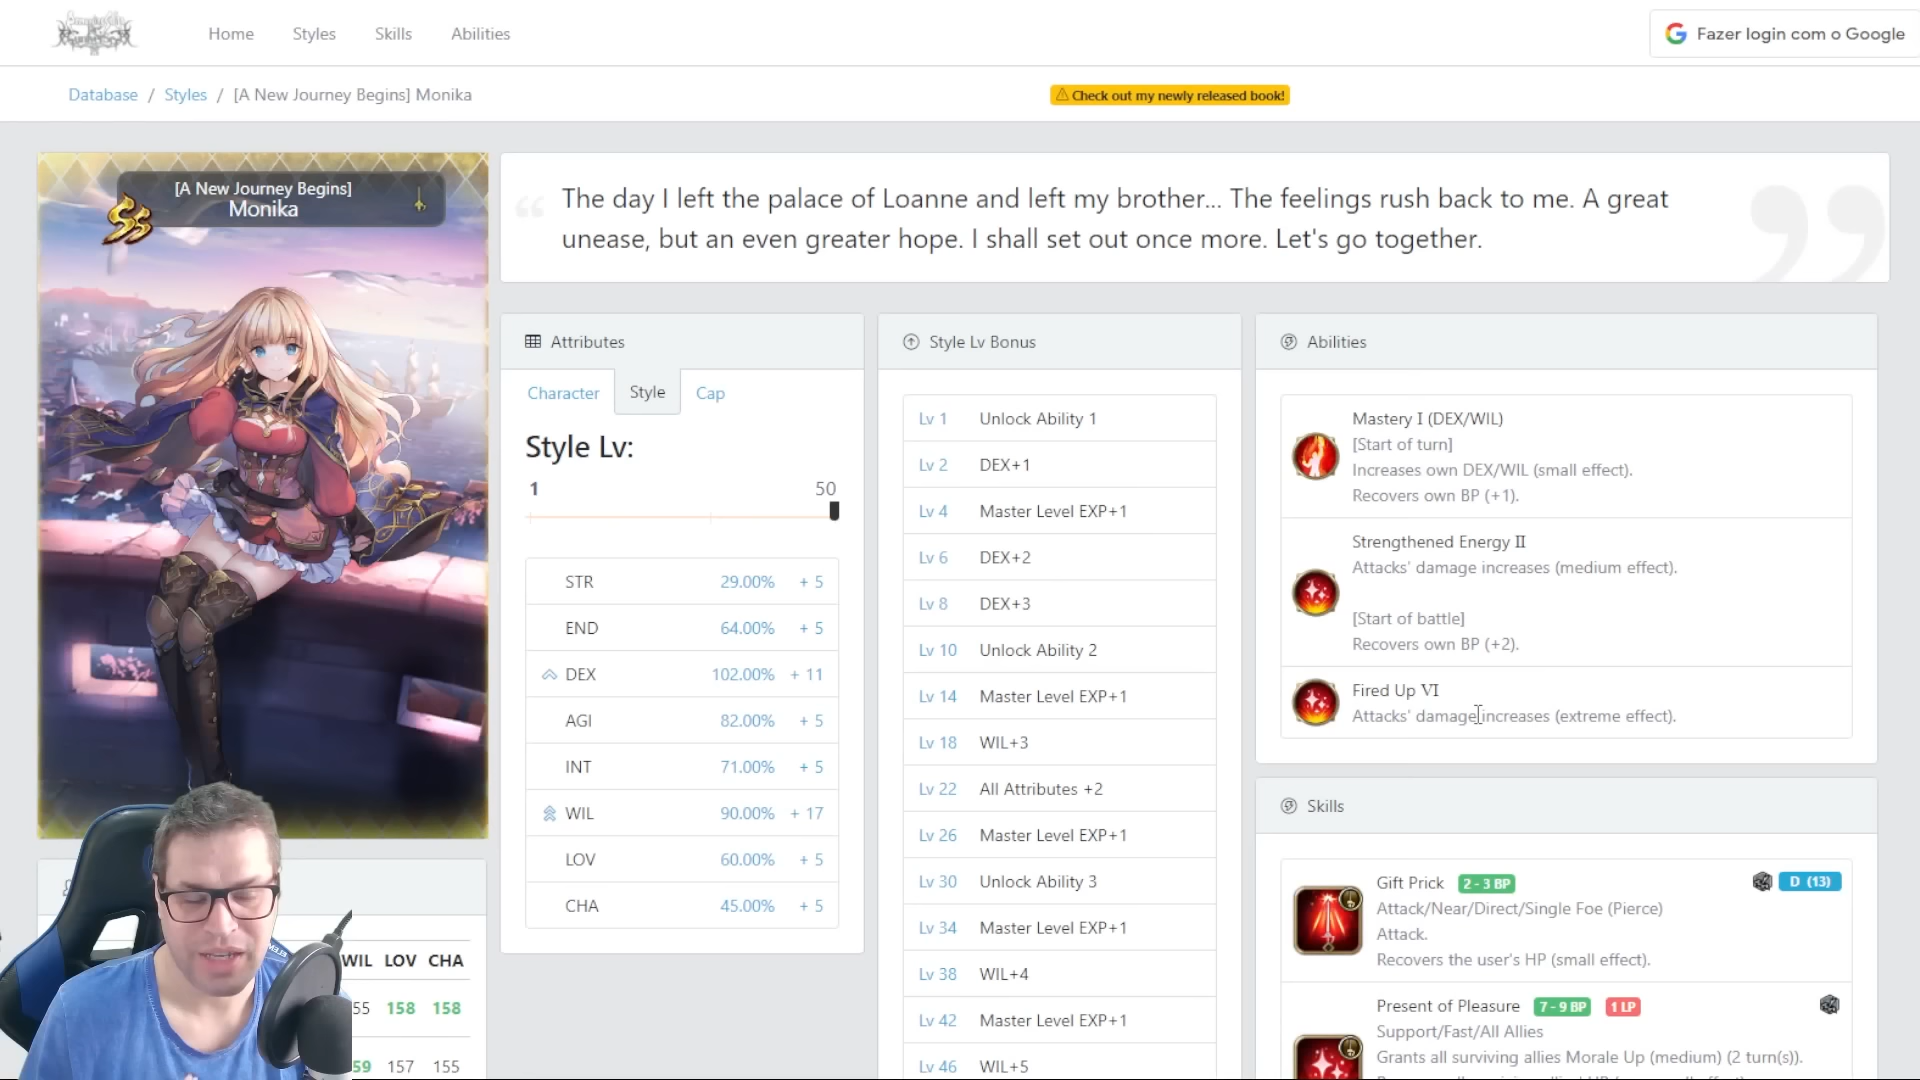 Home
Styles
Skills
Abilities
Fazer login com o Google
Database / Styles / [A New Journey Begins] Monika
Check out my newly released book!
[A New Journey Begins]
Monika
SS
The day I left the palace of Loanne and left my brother... The feelings rush back to me. A great
unease, but an even greater hope. I shall set out once more. Let's go together.
Attributes
Character
Style
Cap
Style Lv:
1
50
STR 29.00% + 5
END 64.00% + 5
DEX 102.00% + 11
AGI 82.00% + 5
INT 71.00% + 5
WIL 90.00% + 17
LOV 60.00% + 5
CHA 45.00% + 5
Style Lv Bonus
Lv 1 Unlock Ability 1
Lv 2 DEX+1
Lv 4 Master Level EXP+1
Lv 6 DEX+2
Lv 8 DEX+3
Lv 10 Unlock Ability 2
Lv 14 Master Level EXP+1
Lv 18 WIL+3
Lv 22 All Attributes +2
Lv 26 Master Level EXP+1
Lv 30 Unlock Ability 3
Lv 34 Master Level EXP+1
Lv 38 WIL+4
Lv 42 Master Level EXP+1
Lv 46 WIL+5
Abilities
Mastery I (DEX/WIL)
[Start of turn]
Increases own DEX/WIL (small effect).
Recovers own BP (+1).
Strengthened Energy II
Attacks' damage increases (medium effect).
[Start of battle]
Recovers own BP (+2).
Fired Up VI
Attacks' damage increases (extreme effect).
Skills
Gift Prick 2 - 3 BP D (13)
Attack/Near/Direct/Single Foe (Pierce)
Attack.
Recovers the user's HP (small effect).
Present of Pleasure 7 - 9 BP 1 LP
Support/Fast/All Allies
Grants all surviving allies Morale Up (medium) (2 turn(s)).
WIL LOV CHA
55 158 158
59 157 155